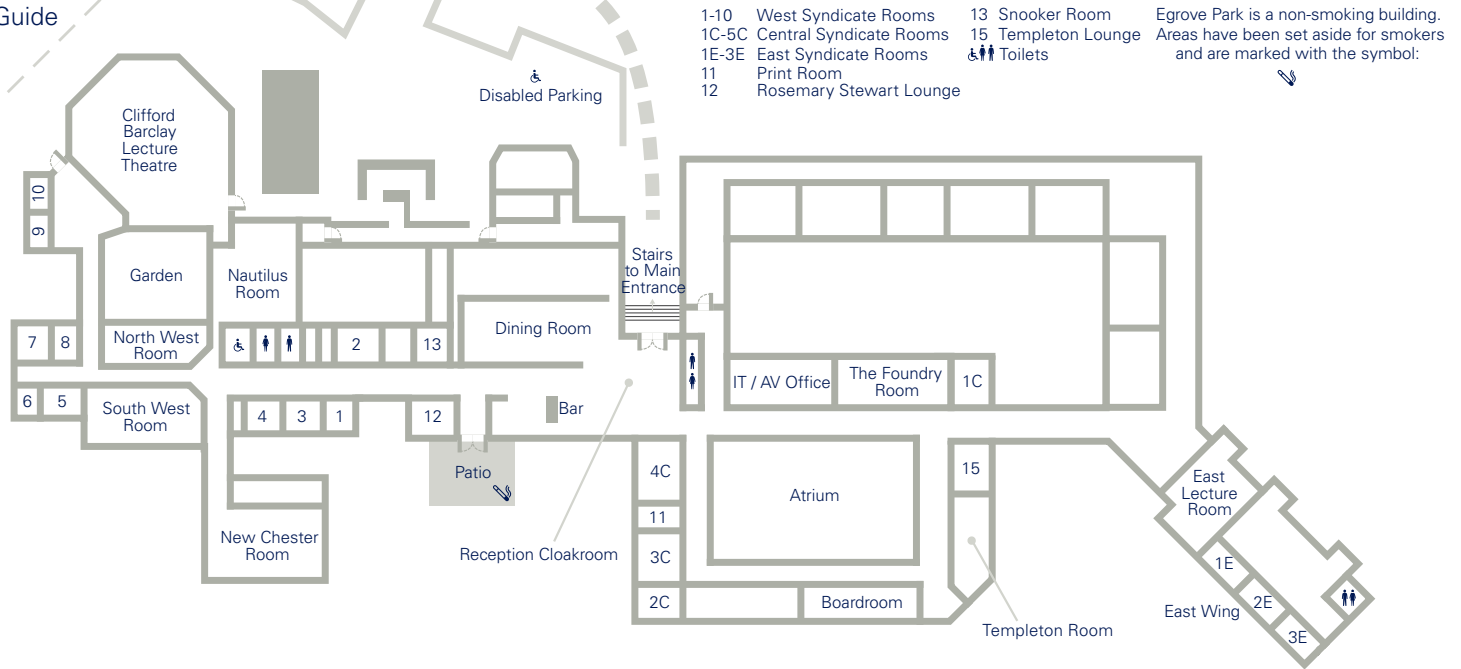 Guide
1-10 West Syndicate Rooms
1C-5C Central Syndicate Rooms
1E-3E East Syndicate Rooms
11 Print Room
12 Rosemary Stewart Lounge
13 Snooker Room
15 Templeton Lounge
Toilets
Egrove Park is a non-smoking building.
Areas have been set aside for smokers
and are marked with the symbol:
Disabled Parking
Clifford
Barclay
Lecture
Theatre
10
9
Garden
Nautilus
Room
Stairs
to Main
Entrance
North West
Room
7
8
2
13
Dining Room
IT / AV Office
The Foundry
Room
1C
6
5
South West
Room
4
3
1
12
Bar
Patio
4C
11
3C
2C
Atrium
15
East
Lecture
Room
New Chester
Room
Reception Cloakroom
Boardroom
Templeton Room
1E
2E
3E
East Wing